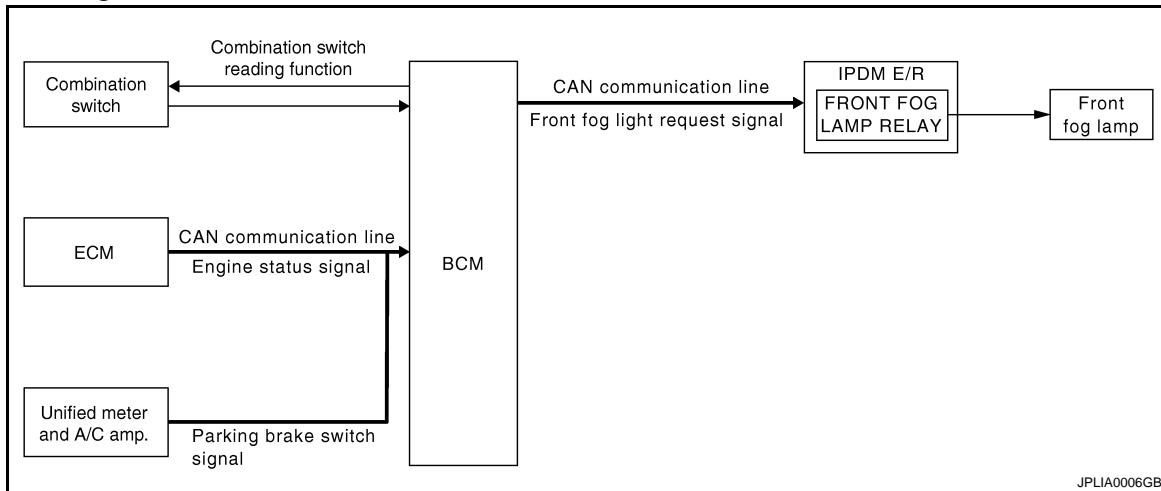 Combination switch
reading function
Combination
switch
ECM
CAN communication line
Engine status signal
Unified meter
and A/C amp.
Parking brake switch
signal
BCM
CAN communication line
Front fog light request signal
IPDM E/R
FRONT FOG
LAMP RELAY
Front
fog lamp
JPLIA0006GB